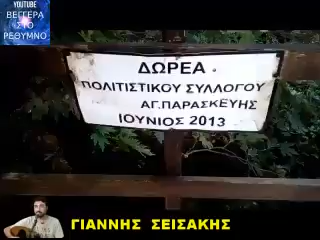 YOUTUBE
ΒΕΓΓΕΡΑ
ΣΤΟ
ΡΕΘΥΜΝΟ
ΔΩΡΕΑ
ΠΟΛΙΤΙΣΤΙΚΟΥ ΣΥΛΛΟΓΟΥ
ΑΓ.ΠΑΡΑΣΚΕΥΗΣ
ΙΟΥΝΙΟΣ 2013
ΓΙΑΝΝΗΣ ΣΕΙΣΑΚΗΣ